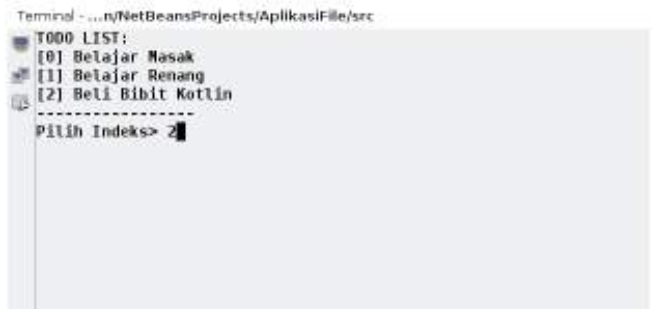 Terminal - ...n/NetBeansProjects/AplikasiFile/src
TODO LIST:
[0] Belajar Masak
[1] Belajar Renang
[2] Beli Bibit Kotlin
-----------------
Pilih Indeks> 2